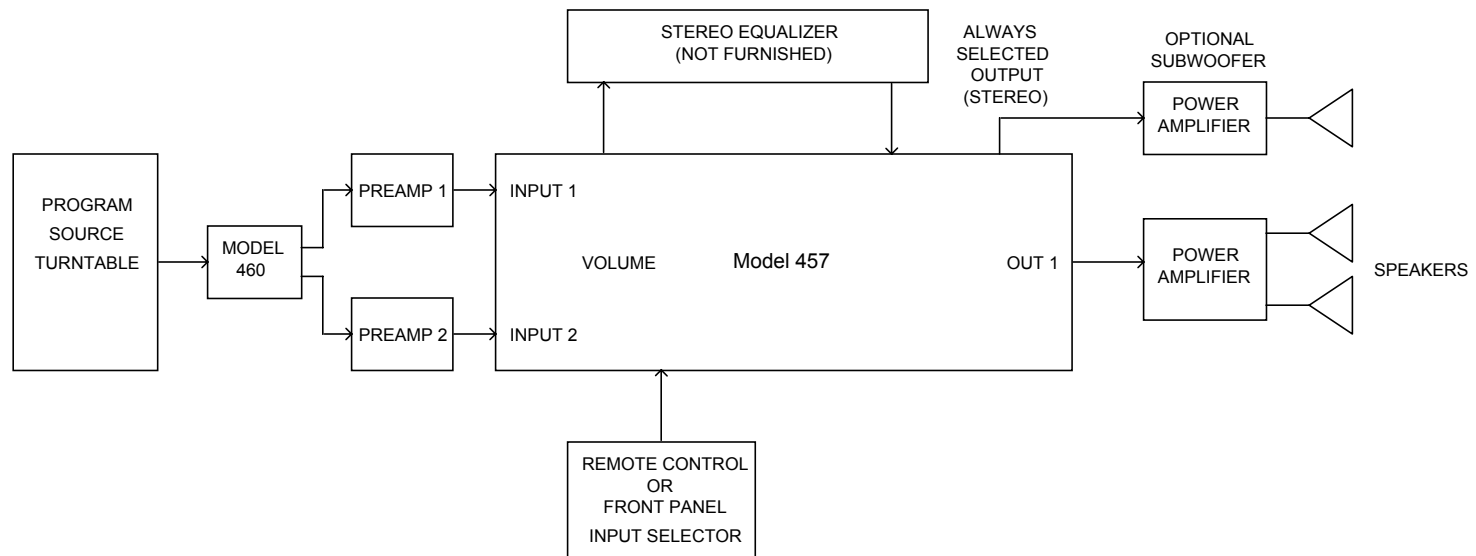 STEREO EQUALIZER
(NOT FURNISHED)
ALWAYS
SELECTED
OUTPUT
(STEREO)
OPTIONAL
SUBWOOFER
POWER
AMPLIFIER
PROGRAM
SOURCE
TURNTABLE
MODEL
460
PREAMP 1
PREAMP 2
INPUT 1
VOLUME
Model 457
OUT 1
INPUT 2
POWER
AMPLIFIER
SPEAKERS
REMOTE CONTROL
OR
FRONT PANEL
INPUT SELECTOR